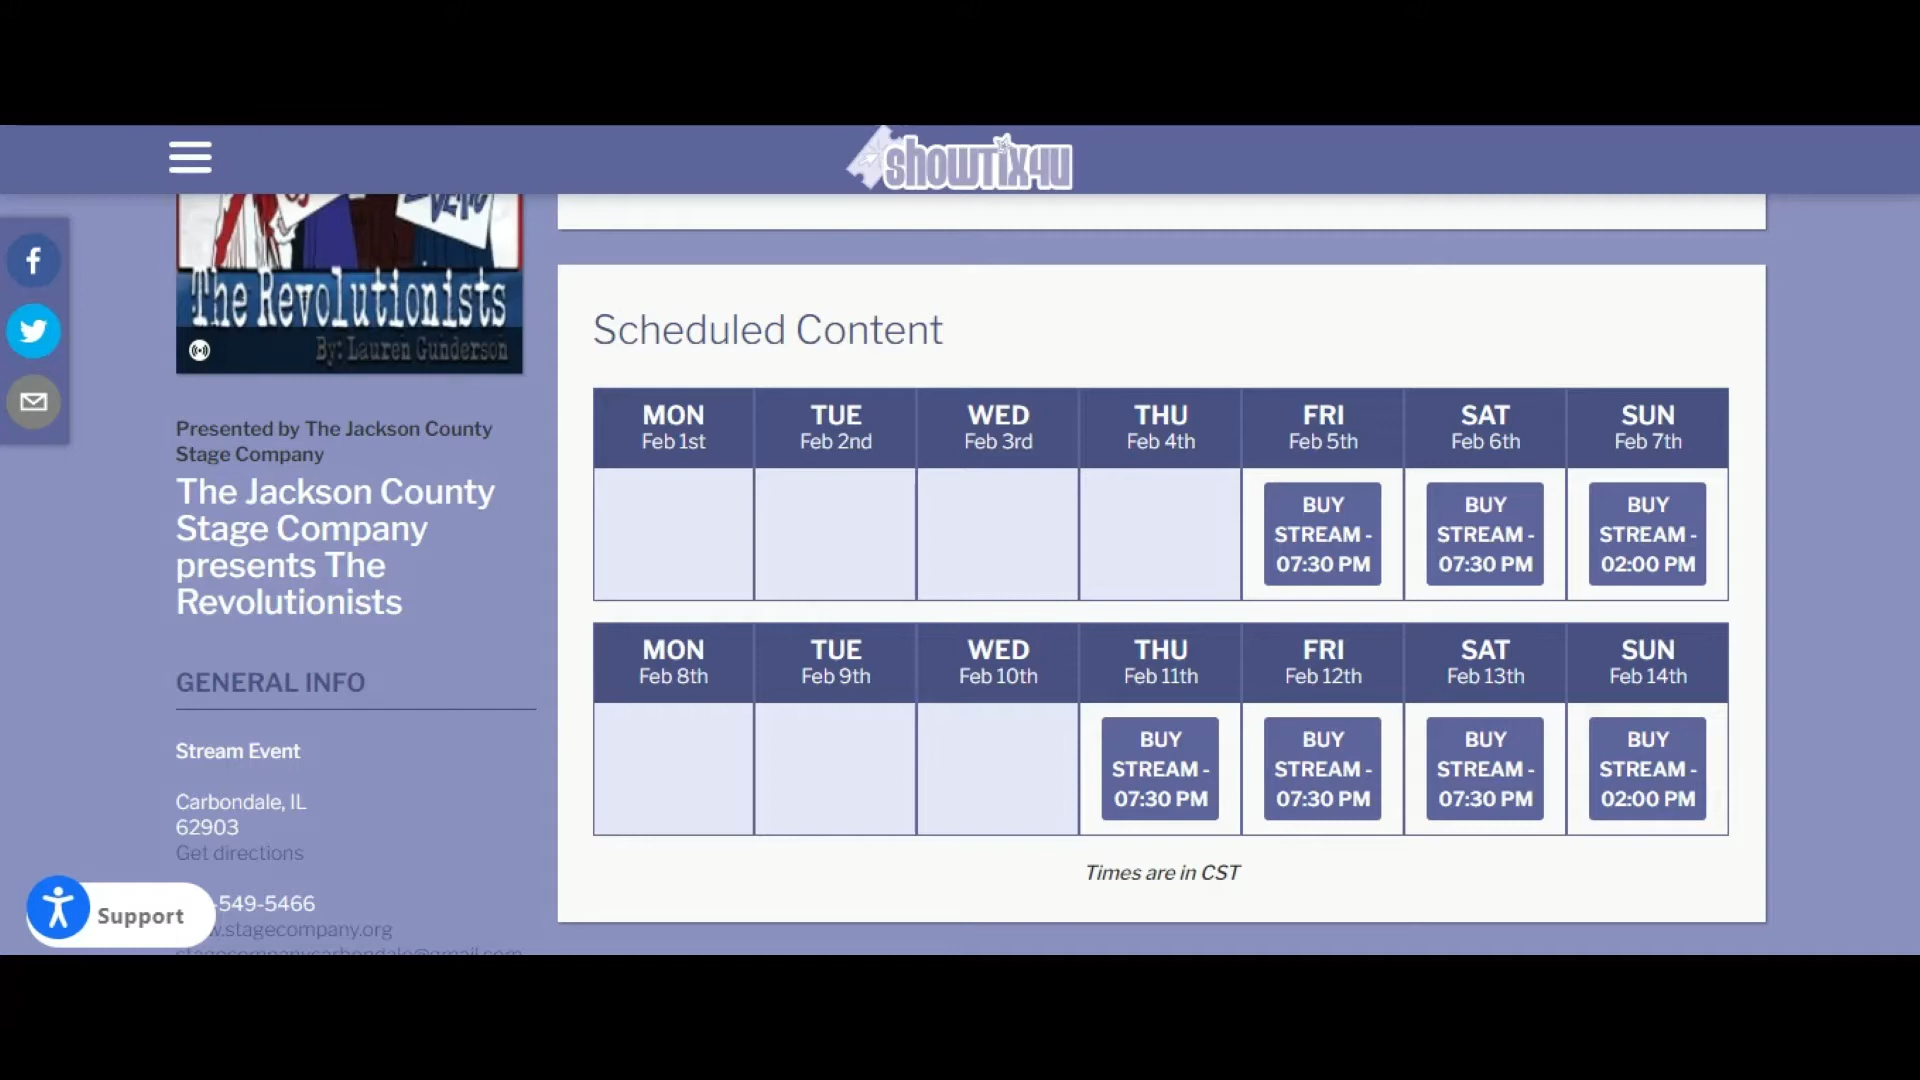 showTix4U
The Revolutionists
By: Lauren Gunderson
Presented by The Jackson County
Stage Company
The Jackson County
Stage Company
presents The
Revolutionists
GENERAL INFO
Stream Event
Carbondale, IL
62903
Get directions
-549-5466
.stagecompany.org
stagecompanycarbondale@gmail.com
Support
Scheduled Content
MON TUE WED THU FRI SAT SUN
Feb 1st Feb 2nd Feb 3rd Feb 4th Feb 5th Feb 6th Feb 7th
BUY BUY BUY
STREAM - STREAM - STREAM -
07:30 PM 07:30 PM 02:00 PM
MON TUE WED THU FRI SAT SUN
Feb 8th Feb 9th Feb 10th Feb 11th Feb 12th Feb 13th Feb 14th
BUY BUY BUY BUY
STREAM - STREAM - STREAM - STREAM -
07:30 PM 07:30 PM 07:30 PM 02:00 PM
Times are in CST